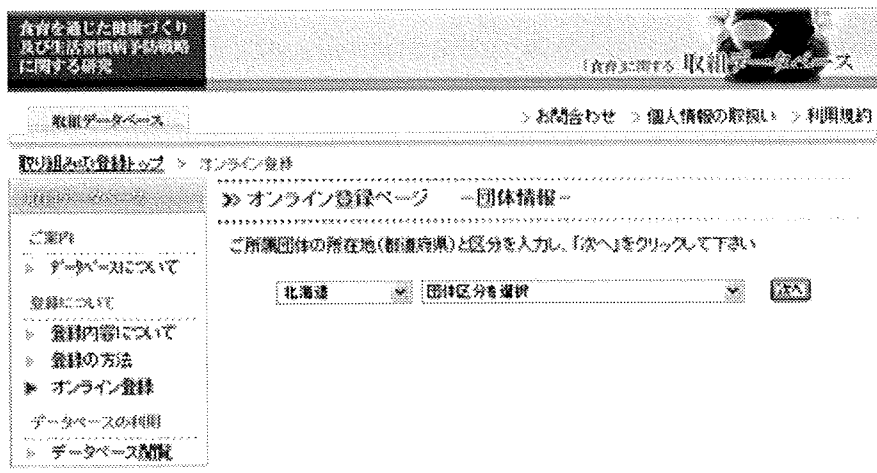 食育を通じた健康づくり
及び生活習慣病予防戦略
に関する研究
「食育」に関する 取組データベース
取組データベース
> お問合わせ > 個人情報の取扱い > 利用規約
取り組みの登録トップ > オンライン登録
≫ オンライン登録ページ －団体情報－
ご所属団体の所在地(都道府県)と区分を入力し、「次へ」をクリックして下さい
北海道 団体区分を選択 次へ
ご案内
データベースについて
登録について
登録内容について
登録の方法
オンライン登録
データベースの利用
データベース閲覧